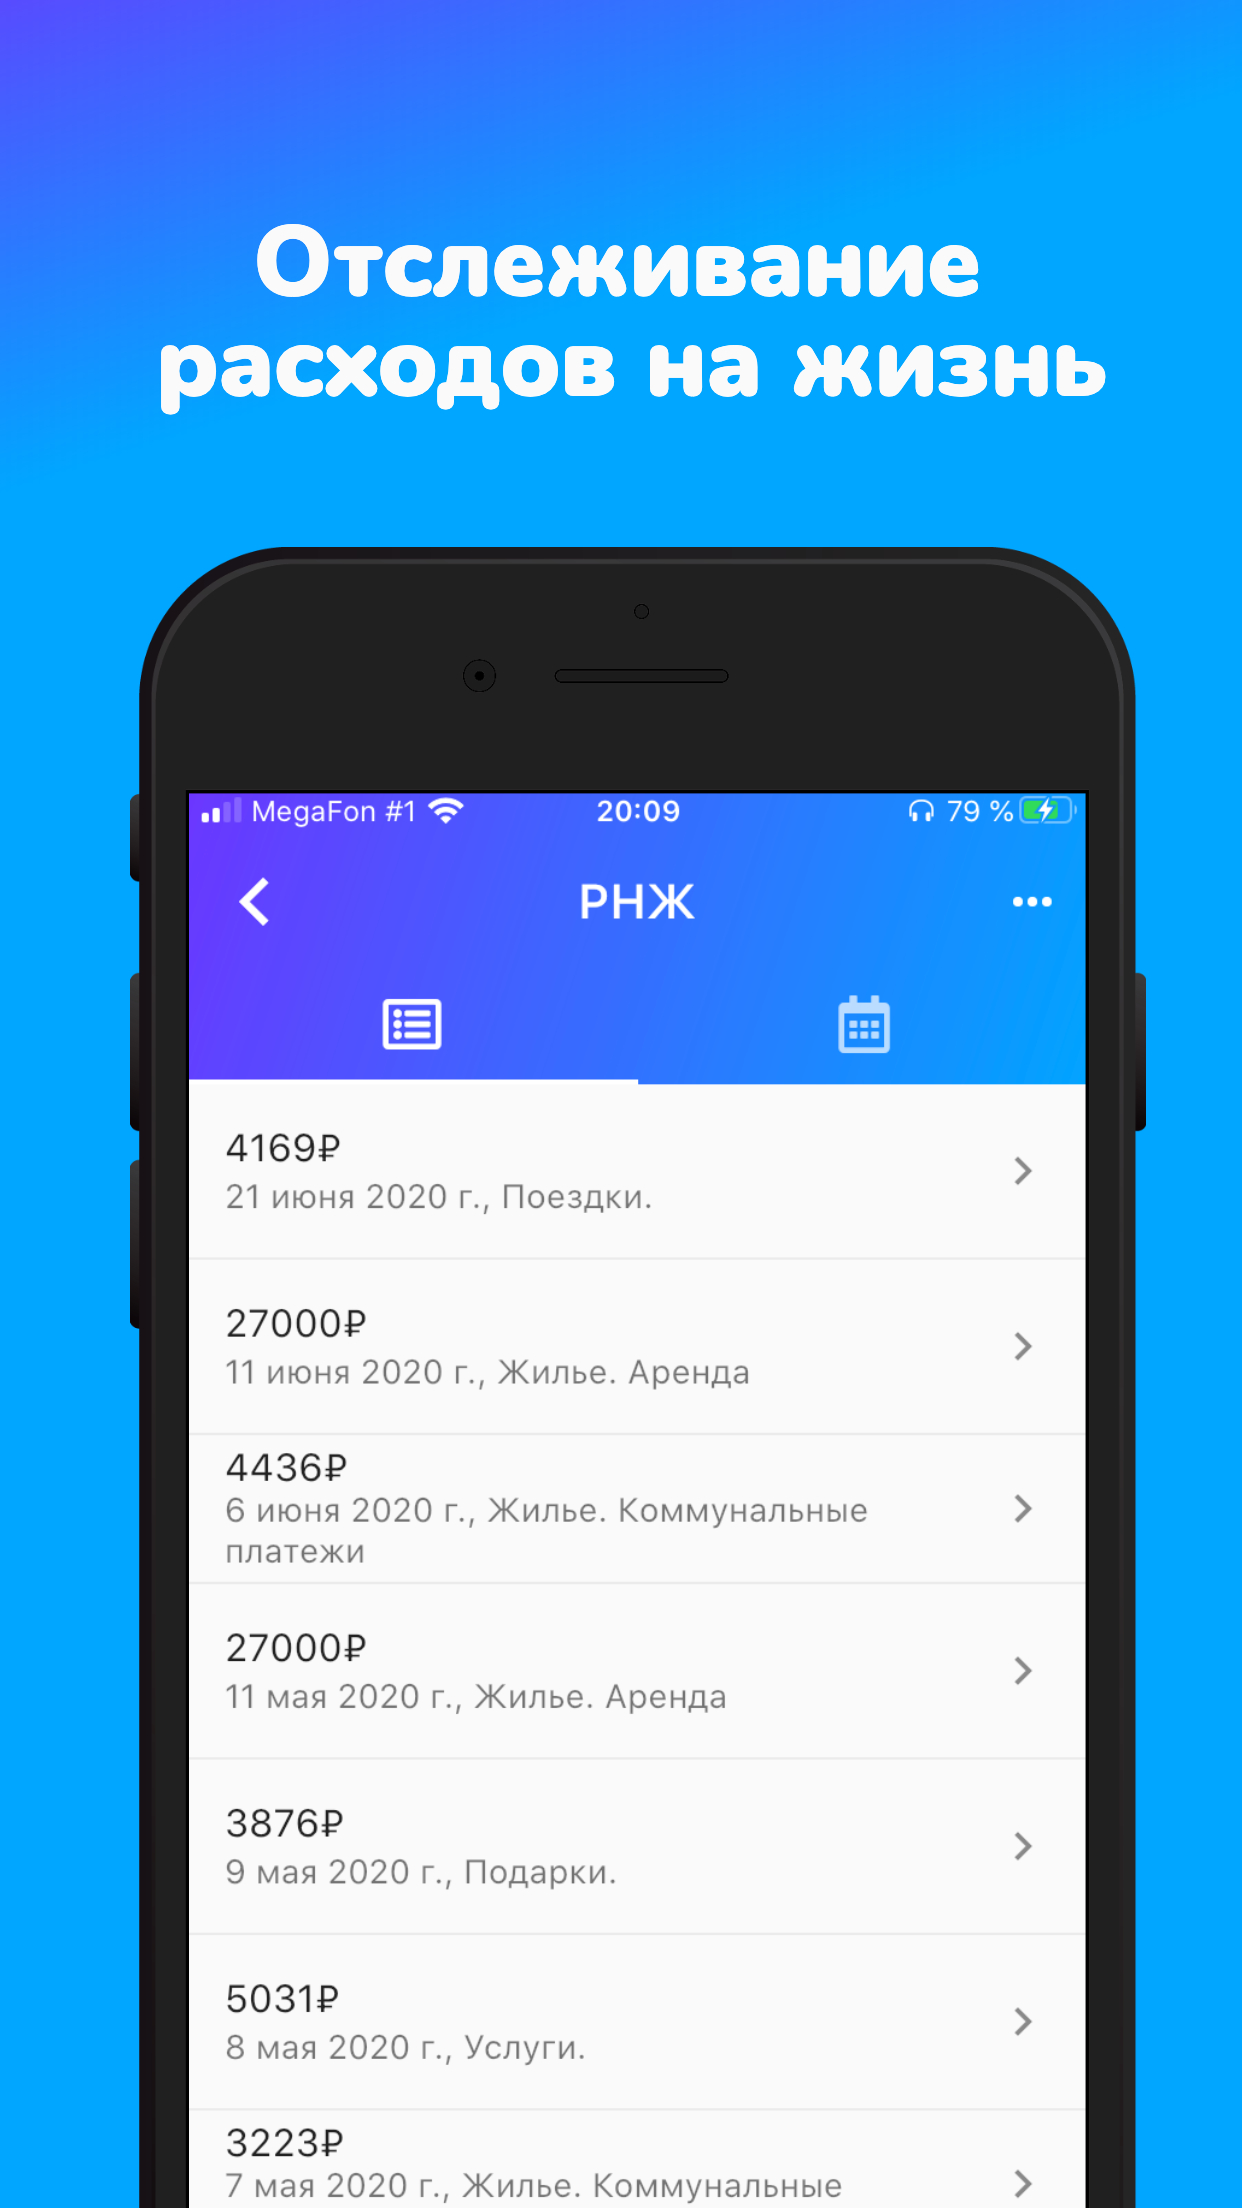 Отслеживание
расходов на жизнь
MegaFon #1 20:09 79 %
РНЖ
4169₽
21 июня 2020 г., Поездки.
27000₽
11 июня 2020 г., Жилье. Аренда
4436₽
6 июня 2020 г., Жилье. Коммунальные
платежи
27000₽
11 мая 2020 г., Жилье. Аренда
3876₽
9 мая 2020 г., Подарки.
5031₽
8 мая 2020 г., Услуги.
3223₽
7 мая 2020 г., Жилье. Коммунальные